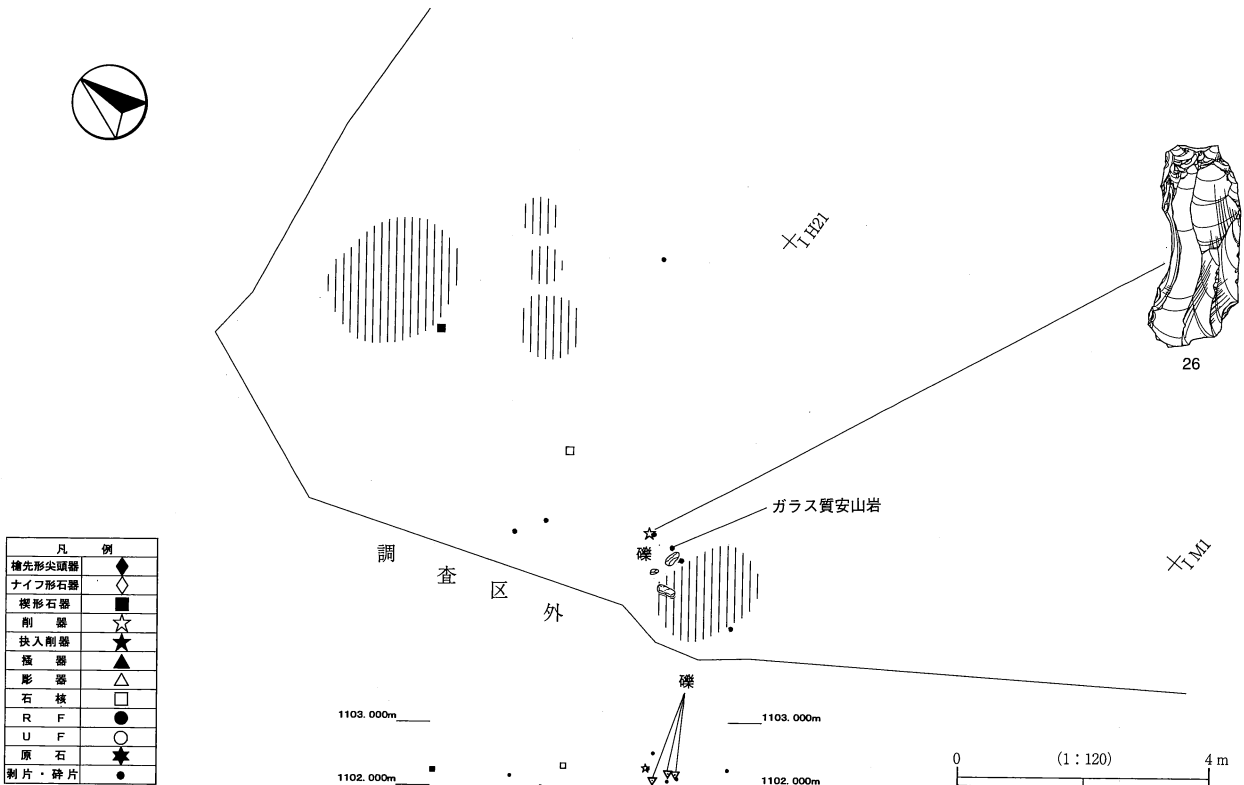 I H21
26
ガラス質安山岩
礫
I M1
調査区外
凡 例
槍先形尖頭器
ナイフ形石器
楔形石器
削 器
抉入削器
掻 器
彫 器
石 核
R F
U F
原 石
剥片・砕片
礫
1103.000m
1103.000m
1102.000m
1102.000m
0 (1:120) 4 m